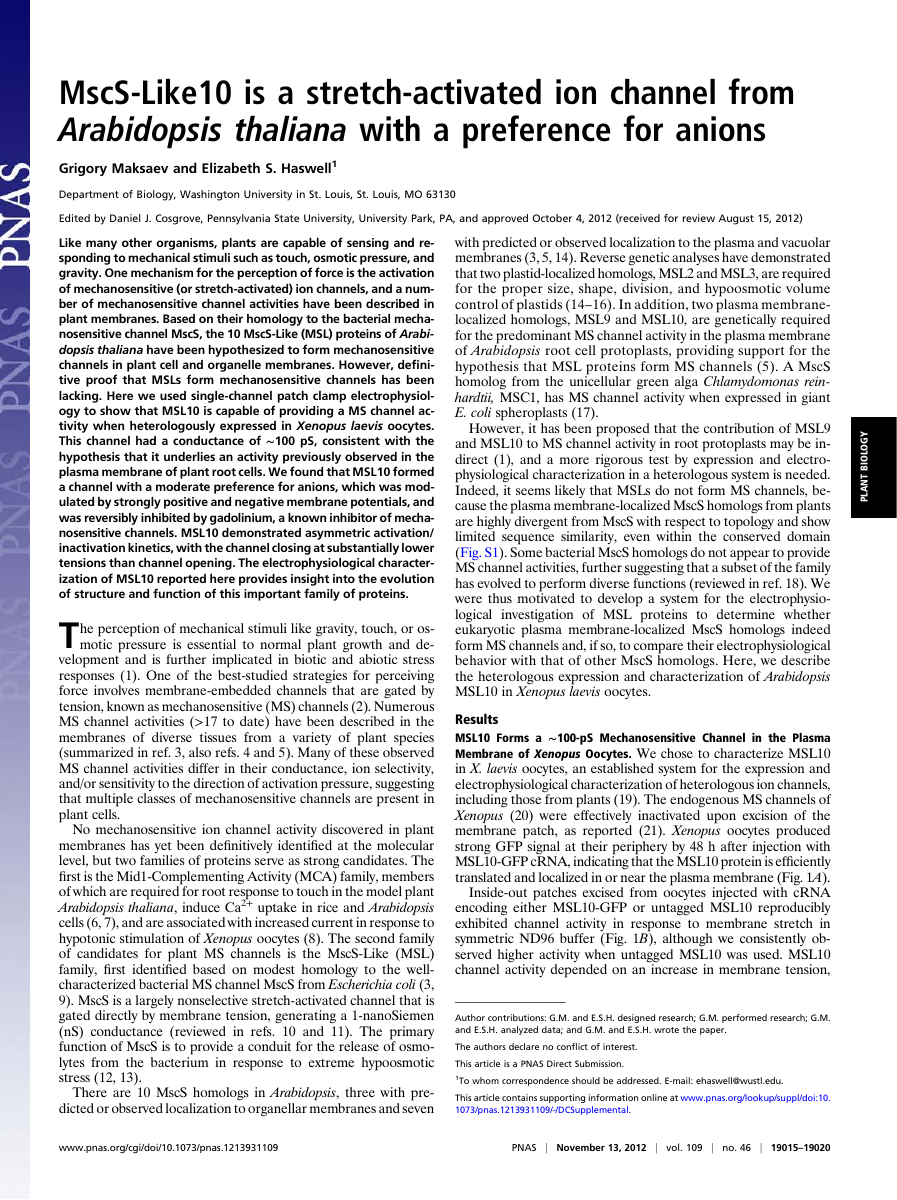 MscS-Like10 is a stretch-activated ion channel from
Arabidopsis thaliana with a preference for anions
Grigory Maksaev and Elizabeth S. Haswell1
Department of Biology, Washington University in St. Louis, St. Louis, MO 63130
Edited by Daniel J. Cosgrove, Pennsylvania State University, University Park, PA, and approved October 4, 2012 (received for review August 15, 2012)
Like many other organisms, plants are capable of sensing and re-
sponding to mechanical stimuli such as touch, osmotic pressure, and
gravity. One mechanism for the perception of force is the activation
of mechanosensitive (or stretch-activated) ion channels, and a num-
ber of mechanosensitive channel activities have been described in
plant membranes. Based on their homology to the bacterial mecha-
nosensitive channel MscS, the 10 MscS-Like (MSL) proteins of Arabi-
dopsis thaliana have been hypothesized to form mechanosensitive
channels in plant cell and organelle membranes. However, defini-
tive proof that MSLs form mechanosensitive channels has been
lacking. Here we used single-channel patch clamp electrophysiol-
ogy to show that MSL10 is capable of providing a MS channel ac-
tivity when heterologously expressed in Xenopus laevis oocytes.
This channel had a conductance of ~100 pS, consistent with the
hypothesis that it underlies an activity previously observed in the
plasma membrane of plant root cells. We found that MSL10 formed
a channel with a moderate preference for anions, which was mod-
ulated by strongly positive and negative membrane potentials, and
was reversibly inhibited by gadolinium, a known inhibitor of mecha-
nosensitive channels. MSL10 demonstrated asymmetric activation/
inactivation kinetics, with the channel closing at substantially lower
tensions than channel opening. The electrophysiological character-
ization of MSL10 reported here provides insight into the evolution
of structure and function of this important family of proteins.
The perception of mechanical stimuli like gravity, touch, or os-
motic pressure is essential to normal plant growth and de-
velopment and is further implicated in biotic and abiotic stress
responses (1). One of the best-studied strategies for perceiving
force involves membrane-embedded channels that are gated by
tension, known as mechanosensitive (MS) channels (2). Numerous
MS channel activities (>17 to date) have been described in the
membranes of diverse tissues from a variety of plant species
(summarized in ref. 3, also refs. 4 and 5). Many of these observed
MS channel activities differ in their conductance, ion selectivity,
and/or sensitivity to the direction of activation pressure, suggesting
that multiple classes of mechanosensitive channels are present in
plant cells.
No mechanosensitive ion channel activity discovered in plant
membranes has yet been definitively identified at the molecular
level, but two families of proteins serve as strong candidates. The
first is the Mid1-Complementing Activity (MCA) family, members
of which are required for root response to touch in the model plant
Arabidopsis thaliana, induce Ca2+ uptake in rice and Arabidopsis
cells (6, 7), and are associated with increased current in response to
hypotonic stimulation of Xenopus oocytes (8). The second family
of candidates for plant MS channels is the MscS-Like (MSL)
family, first identified based on modest homology to the well-
characterized bacterial MS channel MscS from Escherichia coli (3,
9). MscS is a largely nonselective stretch-activated channel that is
gated directly by membrane tension, generating a 1-nanoSiemen
(nS) conductance (reviewed in refs. 10 and 11). The primary
function of MscS is to provide a conduit for the release of osmo-
lytes from the bacterium in response to extreme hypoosmotic
stress (12, 13).
There are 10 MscS homologs in Arabidopsis, three with pre-
dicted or observed localization to organellar membranes and seven
with predicted or observed localization to the plasma and vacuolar
membranes (3, 5, 14). Reverse genetic analyses have demonstrated
that two plastid-localized homologs, MSL2 and MSL3, are required
for the proper size, shape, division, and hypoosmotic volume
control of plastids (14–16). In addition, two plasma membrane-
localized homologs, MSL9 and MSL10, are genetically required
for the predominant MS channel activity in the plasma membrane
of Arabidopsis root cell protoplasts, providing support for the
hypothesis that MSL proteins form MS channels (5). A MscS
homolog from the unicellular green alga Chlamydomonas rein-
hardtii, MSC1, has MS channel activity when expressed in giant
E. coli spheroplasts (17).
However, it has been proposed that the contribution of MSL9
and MSL10 to MS channel activity in root protoplasts may be in-
direct (1), and a more rigorous test by expression and electro-
physiological characterization in a heterologous system is needed.
Indeed, it seems likely that MSLs do not form MS channels, be-
cause the plasma membrane-localized MscS homologs from plants
are highly divergent from MscS with respect to topology and show
limited sequence similarity, even within the conserved domain
(Fig. S1). Some bacterial MscS homologs do not appear to provide
MS channel activities, further suggesting that a subset of the family
has evolved to perform diverse functions (reviewed in ref. 18). We
were thus motivated to develop a system for the electrophysio-
logical investigation of MSL proteins to determine whether
eukaryotic plasma membrane-localized MscS homologs indeed
form MS channels and, if so, to compare their electrophysiological
behavior with that of other MscS homologs. Here, we describe
the heterologous expression and characterization of Arabidopsis
MSL10 in Xenopus laevis oocytes.
Results
MSL10 Forms a ~100-pS Mechanosensitive Channel in the Plasma
Membrane of Xenopus Oocytes. We chose to characterize MSL10
in X. laevis oocytes, an established system for the expression and
electrophysiological characterization of heterologous ion channels,
including those from plants (19). The endogenous MS channels of
Xenopus (20) were effectively inactivated upon excision of the
membrane patch, as reported (21). Xenopus oocytes produced
strong GFP signal at their periphery by 48 h after injection with
MSL10-GFP cRNA, indicating that the MSL10 protein is efficiently
translated and localized in or near the plasma membrane (Fig. 1A).
Inside-out patches excised from oocytes injected with cRNA
encoding either MSL10-GFP or untagged MSL10 reproducibly
exhibited channel activity in response to membrane stretch in
symmetric ND96 buffer (Fig. 1B), although we consistently ob-
served higher activity when untagged MSL10 was used. MSL10
channel activity depended on an increase in membrane tension,
Author contributions: G.M. and E.S.H. designed research; G.M. performed research; G.M.
and E.S.H. analyzed data; and G.M. and E.S.H. wrote the paper.
The authors declare no conflict of interest.
This article is a PNAS Direct Submission.
1To whom correspondence should be addressed. E-mail: ehaswell@wustl.edu.
This article contains supporting information online at www.pnas.org/lookup/suppl/doi:10.
1073/pnas.1213931109/-/DCSupplemental.
PLANT BIOLOGY
www.pnas.org/cgi/doi/10.1073/pnas.1213931109
PNAS | November 13, 2012 | vol. 109 | no. 46 | 19015–19020
PNAS
PNAS
PNAS
PNAS
PNAS